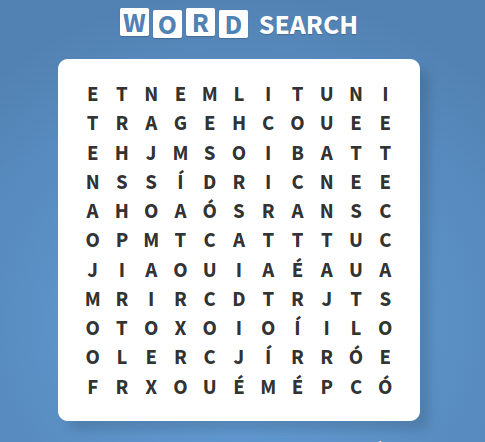 WORD SEARCH
E T N E M L I T U N I
T R A G E H C O U E E
E H J M S O I B A T T
N S S Í D R I C N E E
A H O A Ó S R A N S C
O P M T C A T T T U C
J I A O U I A É A U A
M R I R C D T R J T S
O T O X O I O Í I L O
O L E R C J Í R R Ó E
F R X O U É M É P C Ó